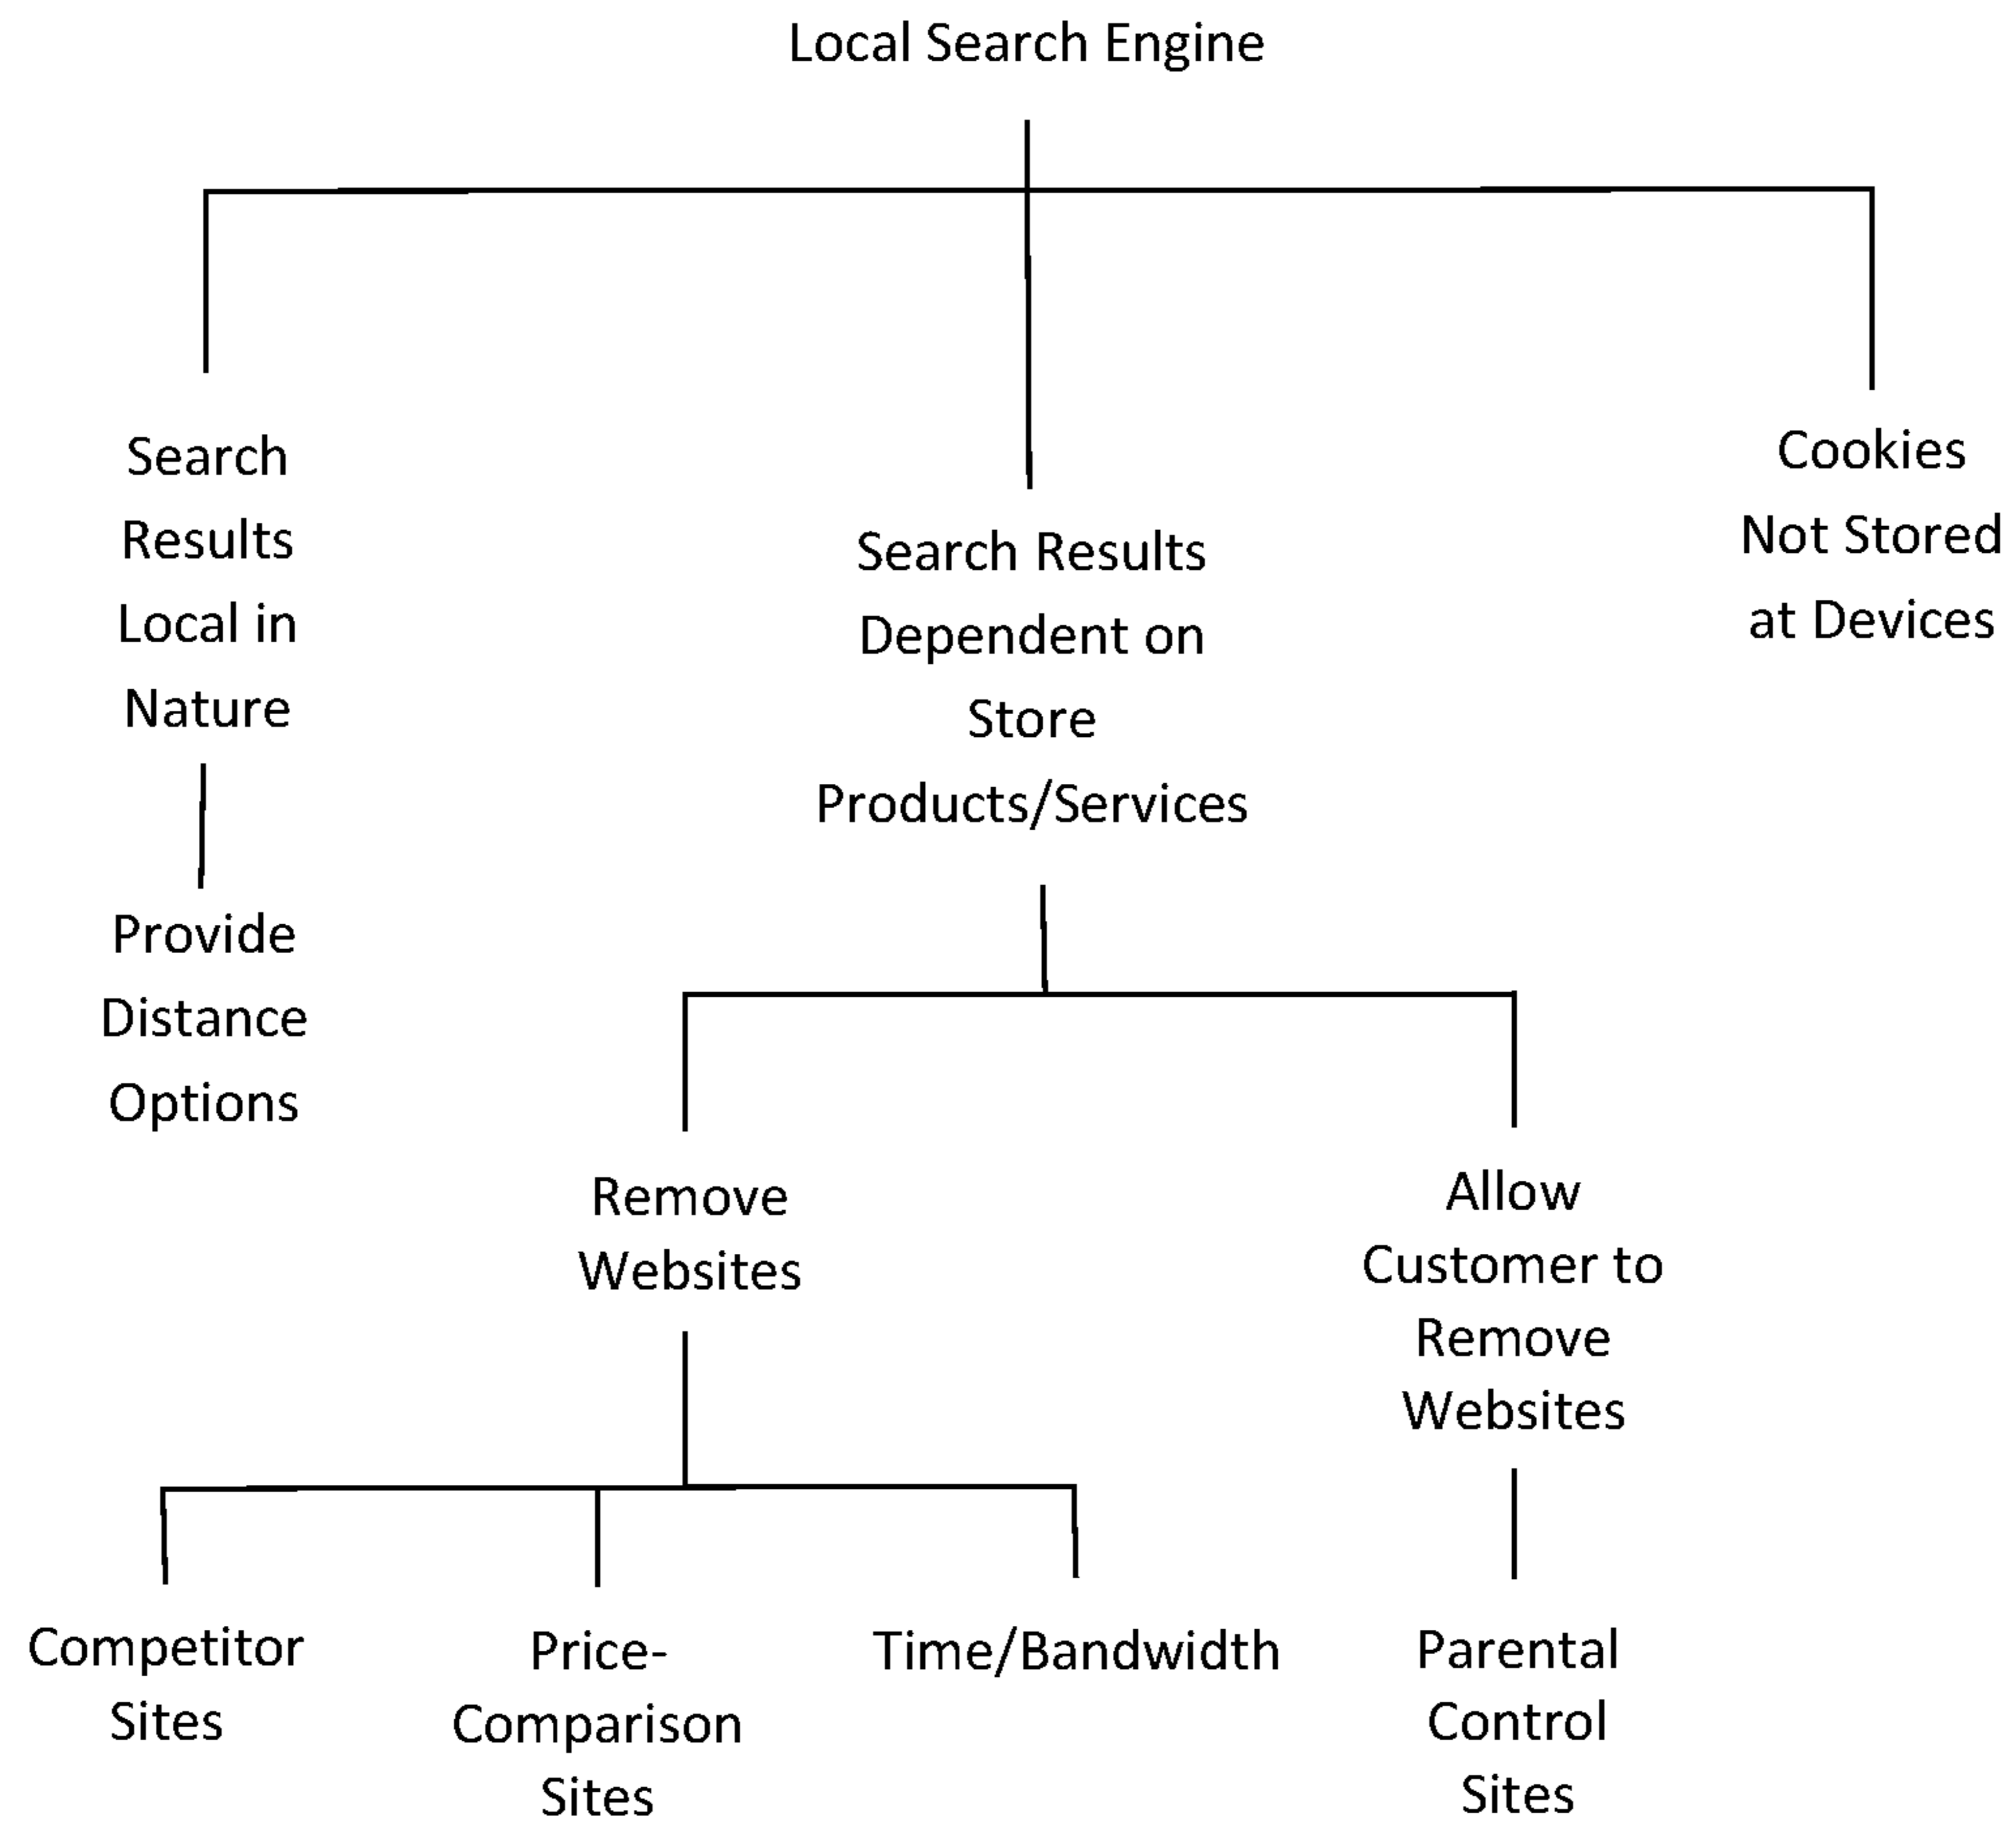 Local Search Engine
Search
Results
Local in
Nature
Search Results
Dependent on
Store
Products/Services
Cookies
Not Stored
at Devices
Provide
Distance
Options
Remove
Websites
Allow
Customer to
Remove
Websites
Competitor
Sites
Price-
Comparison
Sites
Time/Bandwidth
Parental
Control
Sites